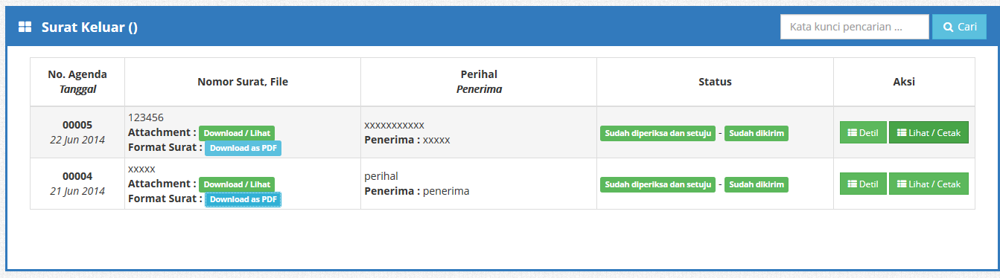 Surat Keluar ()
Kata kunci pencarian ...
Cari
No. Agenda
Tanggal
Nomor Surat, File
Perihal
Penerima
Status
Aksi
00005
22 Jun 2014
123456
Attachment : Download / Lihat
Format Surat : Download as PDF
xxxxxxxxxxx
Penerima : xxxxx
Sudah diperiksa dan setuju - Sudah dikirim
Detil
Lihat / Cetak
00004
21 Jun 2014
xxxxx
Attachment : Download / Lihat
Format Surat : Download as PDF
perihal
Penerima : penerima
Sudah diperiksa dan setuju - Sudah dikirim
Detil
Lihat / Cetak